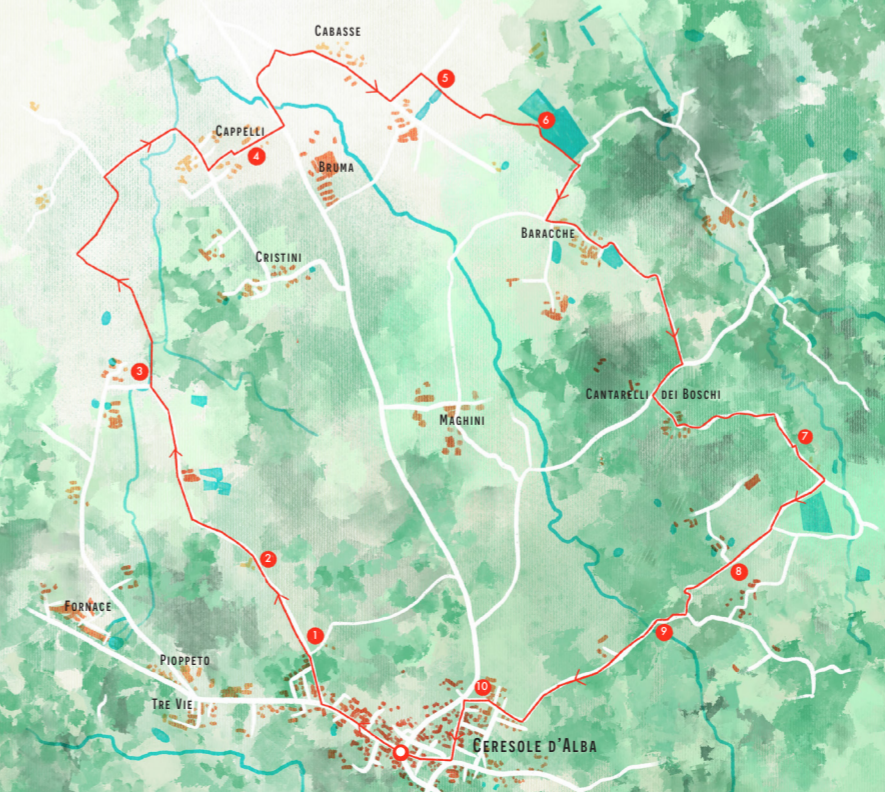 Cabasse
5
6
Cappelli
4
Bruma
Baracche
Cristini
3
Cantarelli dei Boschi
Maghini
7
2
8
Fornace
1
9
Pioppeto
10
Tre Vie
Ceresole d'Alba